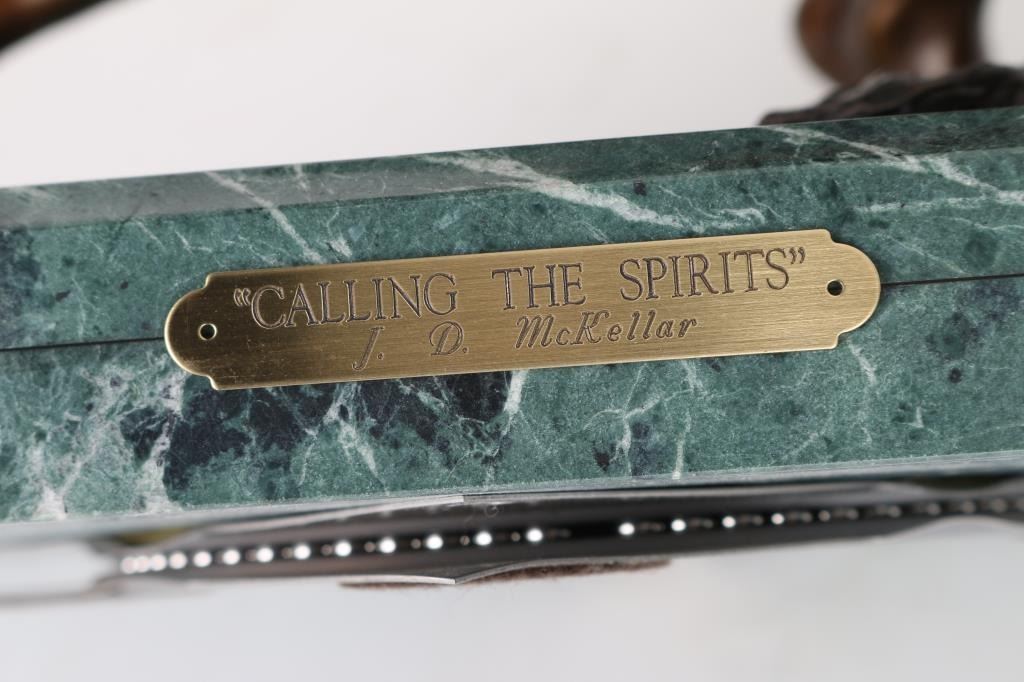 “CALLING THE SPIRITS”
J. D. McKellar